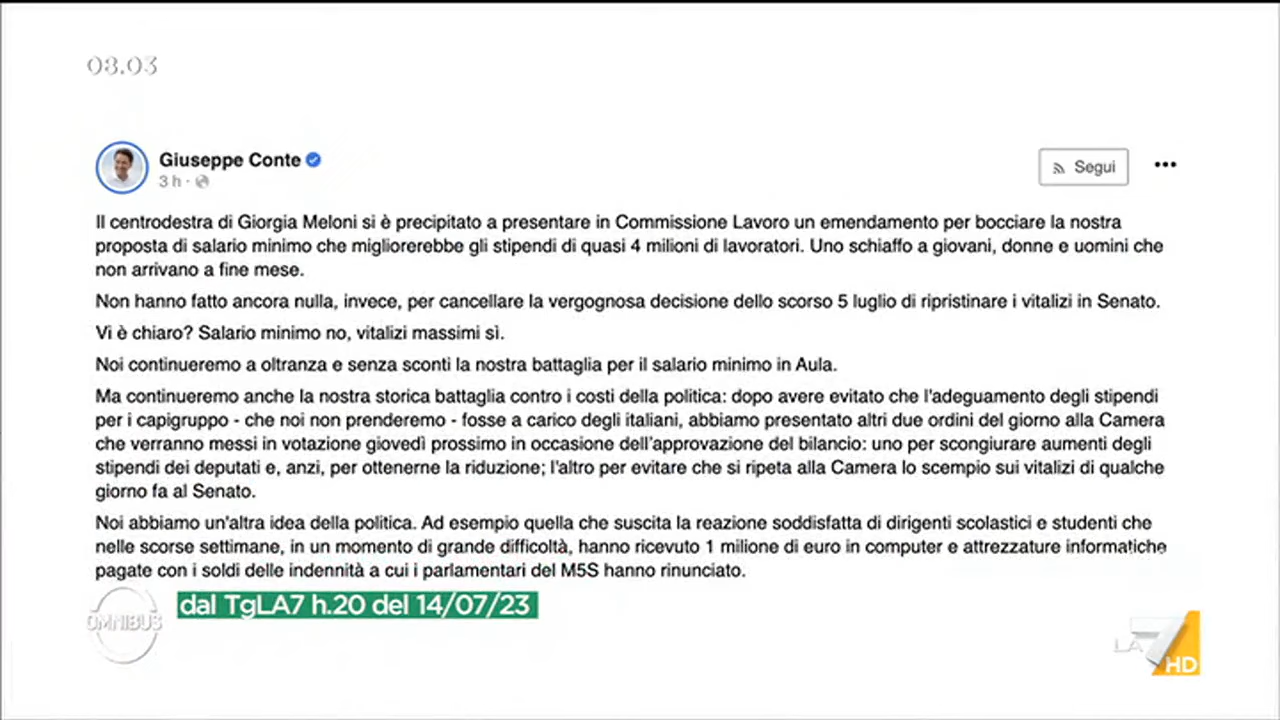 08.03
Giuseppe Conte
3 h ·
Segui
Il centrodestra di Giorgia Meloni si è precipitato a presentare in Commissione Lavoro un emendamento per bocciare la nostra
proposta di salario minimo che migliorerebbe gli stipendi di quasi 4 milioni di lavoratori. Uno schiaffo a giovani, donne e uomini che
non arrivano a fine mese.
Non hanno fatto ancora nulla, invece, per cancellare la vergognosa decisione dello scorso 5 luglio di ripristinare i vitalizi in Senato.
Vi è chiaro? Salario minimo no, vitalizi massimi sì.
Noi continueremo a oltranza e senza sconti la nostra battaglia per il salario minimo in Aula.
Ma continueremo anche la nostra storica battaglia contro i costi della politica: dopo avere evitato che l'adeguamento degli stipendi
per i capigruppo - che noi non prenderemo - fosse a carico degli italiani, abbiamo presentato altri due ordini del giorno alla Camera
che verranno messi in votazione giovedì prossimo in occasione dell'approvazione del bilancio: uno per scongiurare aumenti degli
stipendi dei deputati e, anzi, per ottenerne la riduzione; l'altro per evitare che si ripeta alla Camera lo scempio sui vitalizi di qualche
giorno fa al Senato.
Noi abbiamo un'altra idea della politica. Ad esempio quella che suscita la reazione soddisfatta di dirigenti scolastici e studenti che
nelle scorse settimane, in un momento di grande difficoltà, hanno ricevuto 1 milione di euro in computer e attrezzature informatiche
pagate con i soldi delle indennità a cui i parlamentari del M5S hanno rinunciato.
dal TgLA7 h.20 del 14/07/23
OMNIBUS
LA7 HD